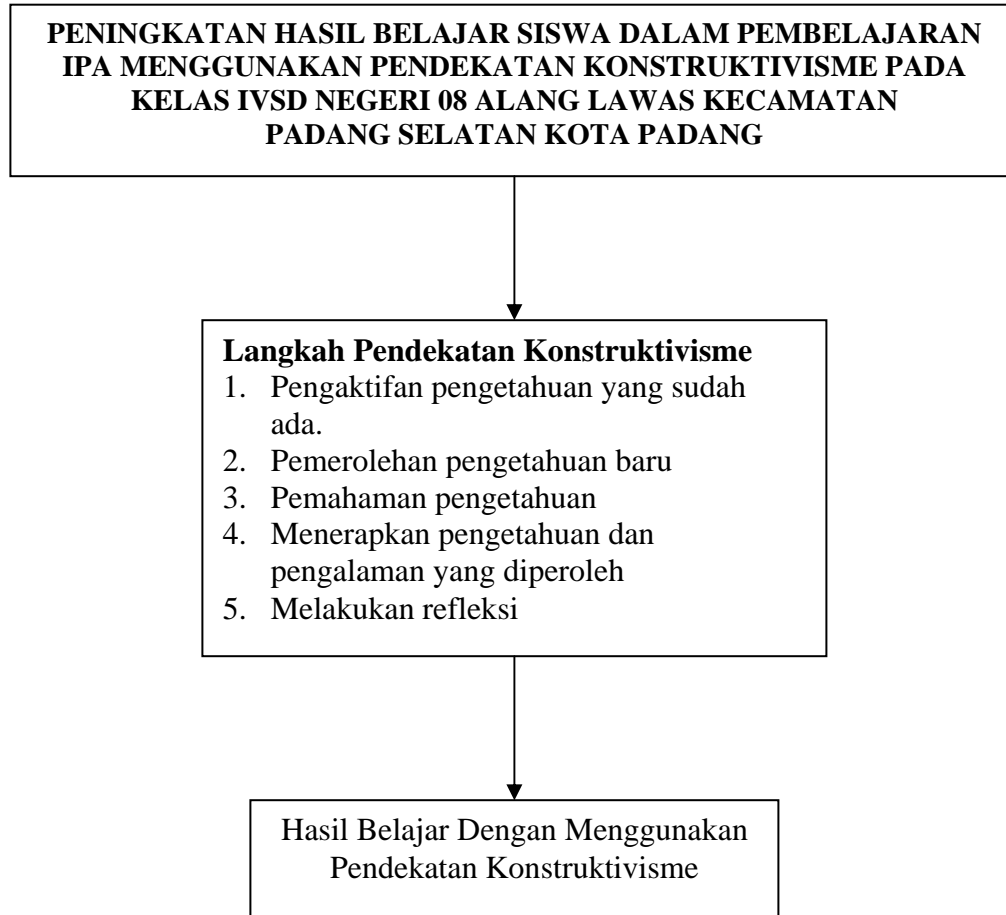 PENINGKATAN HASIL BELAJAR SISWA DALAM PEMBELAJARAN
IPA MENGGUNAKAN PENDEKATAN KONSTRUKTIVISME PADA
KELAS IVSD NEGERI 08 ALANG LAWAS KECAMATAN
PADANG SELATAN KOTA PADANG
Langkah Pendekatan Konstruktivisme
1. Pengaktifan pengetahuan yang sudah
ada.
2. Pemerolehan pengetahuan baru
3. Pemahaman pengetahuan
4. Menerapkan pengetahuan dan
pengalaman yang diperoleh
5. Melakukan refleksi
Hasil Belajar Dengan Menggunakan
Pendekatan Konstruktivisme